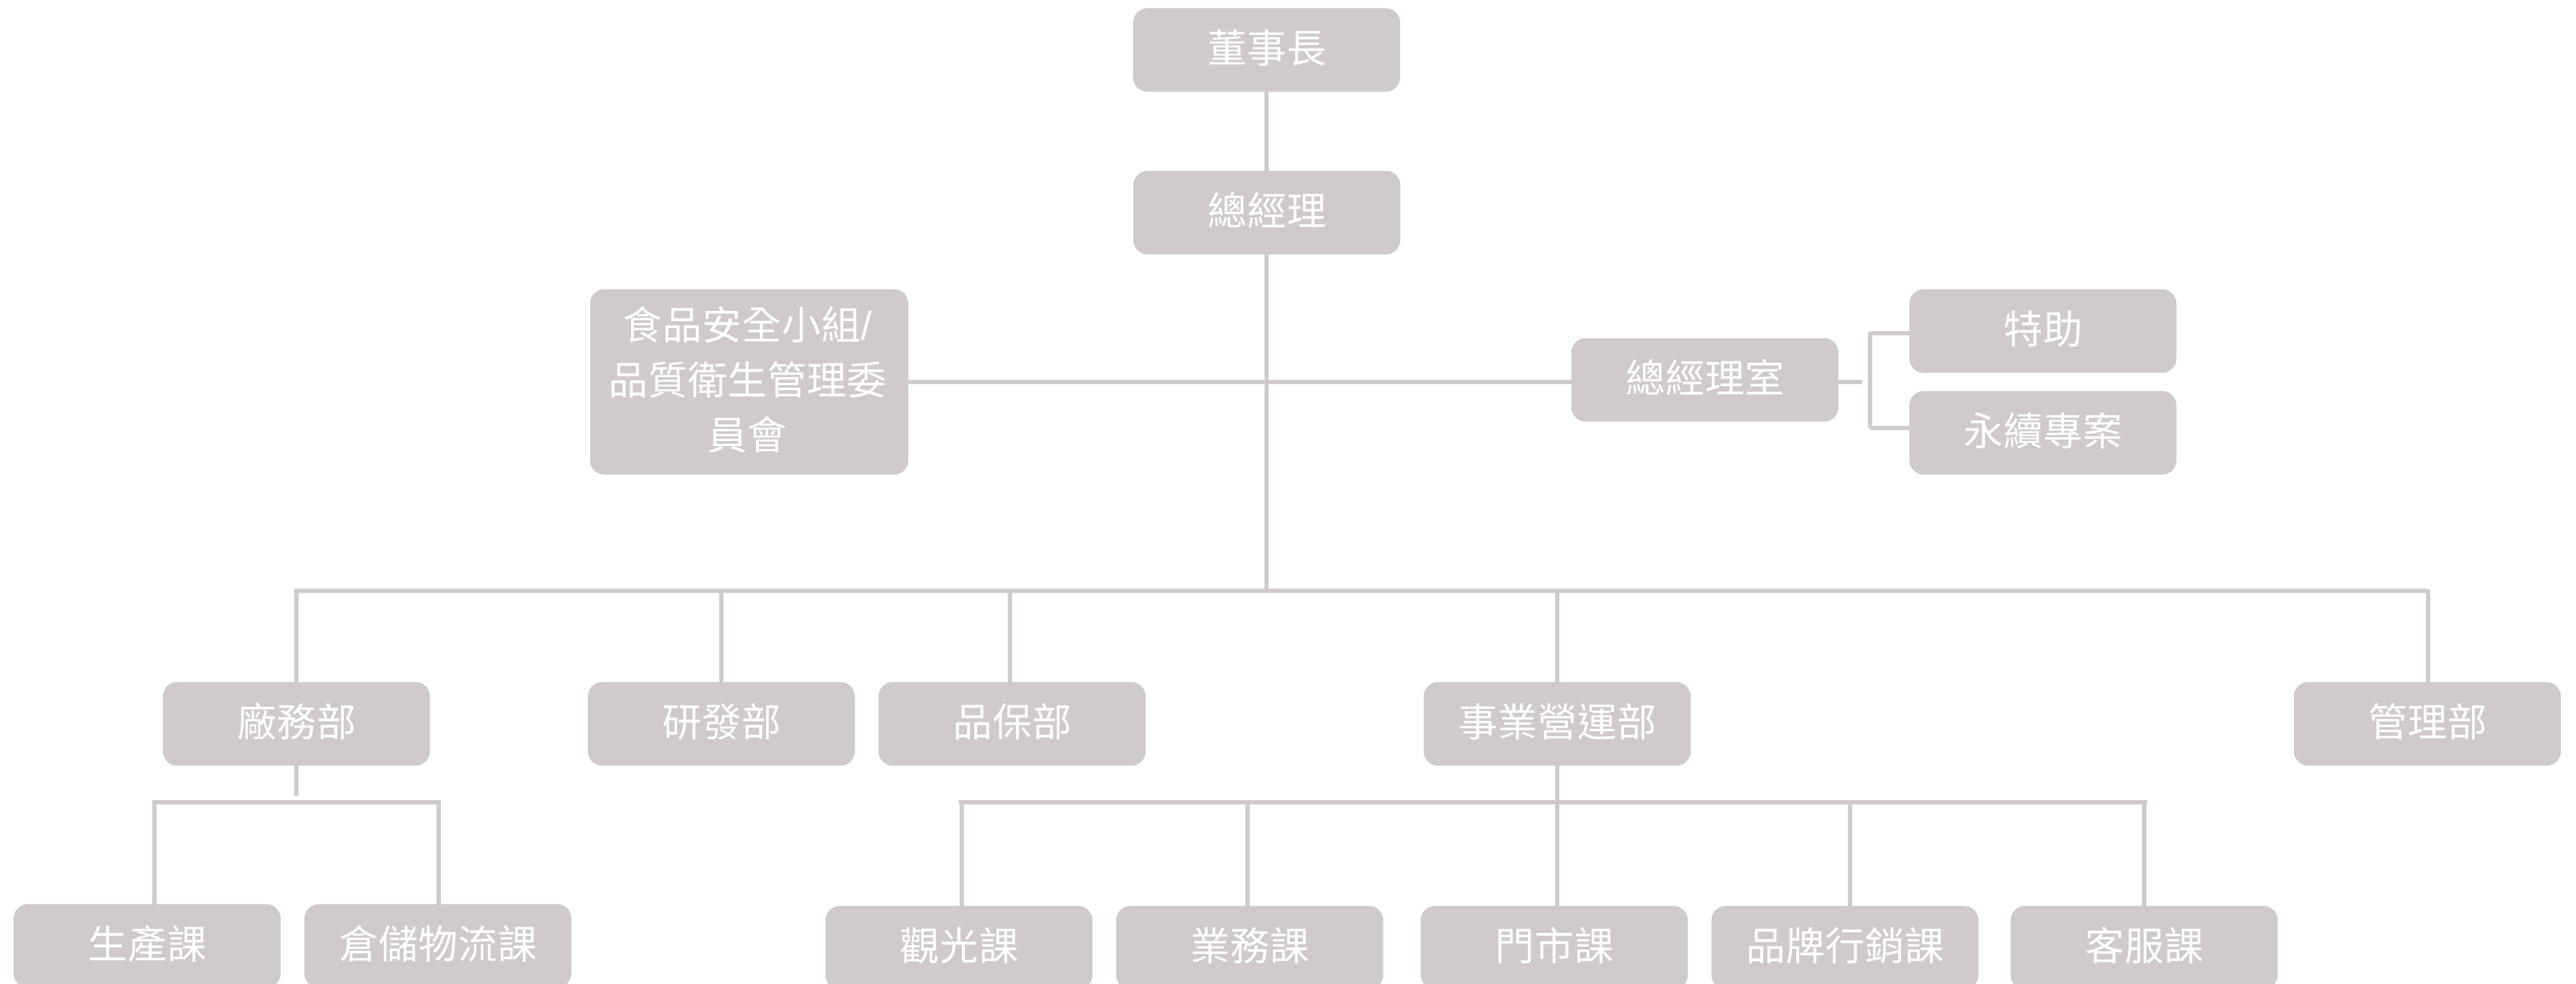 董事長
總經理
食品安全小組/
品質衛生管理委
員會
總經理室
特助
永續專案
廠務部
研發部
品保部
事業營運部
管理部
生產課
倉儲物流課
觀光課
業務課
門市課
品牌行銷課
客服課